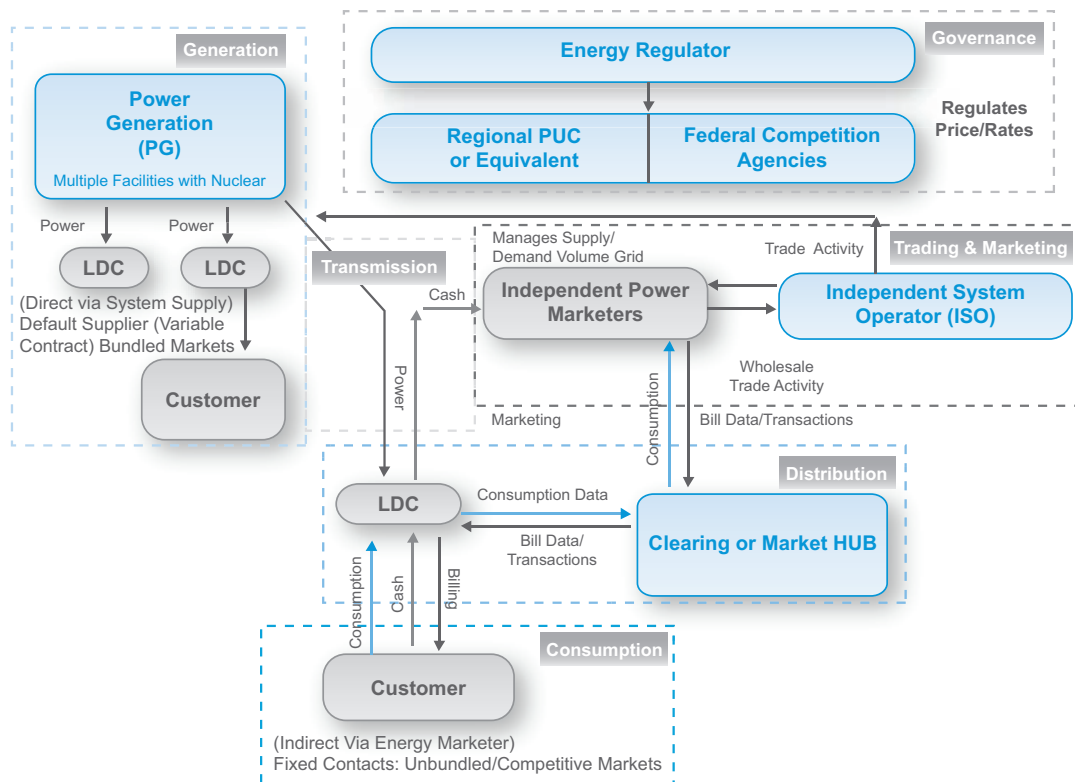 Generation
Power
Generation
(PG)
Multiple Facilities with Nuclear
Power
Power
LDC
LDC
(Direct via System Supply)
Default Supplier (Variable
Contract) Bundled Markets
Customer
Governance
Energy Regulator
Regional PUC
or Equivalent
Federal Competition
Agencies
Regulates
Price/Rates
Transmission
Cash
Power
Manages Supply/
Demand Volume Grid
Trade Activity
Trading & Marketing
Independent Power
Marketers
Independent System
Operator (ISO)
Wholesale
Trade Activity
Marketing
Consumption
Bill Data/Transactions
Distribution
LDC
Consumption Data
Bill Data/
Transactions
Clearing or Market HUB
Consumption
Cash
Billing
Consumption
Customer
(Indirect Via Energy Marketer)
Fixed Contacts: Unbundled/Competitive Markets